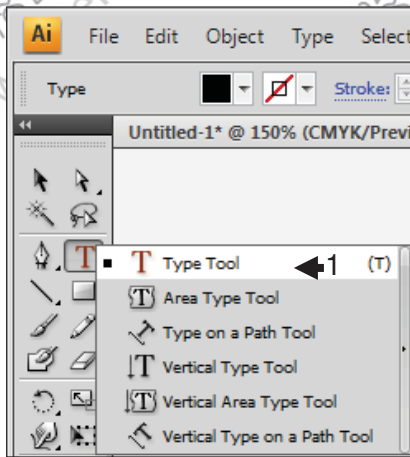 Ai File Edit Object Type Select
Type Stroke:
Untitled-1* @ 150% (CMYK/Previ
T T Type Tool 1 (T)
T Area Type Tool
Type on a Path Tool
T Vertical Type Tool
T Vertical Area Type Tool
Vertical Type on a Path Tool